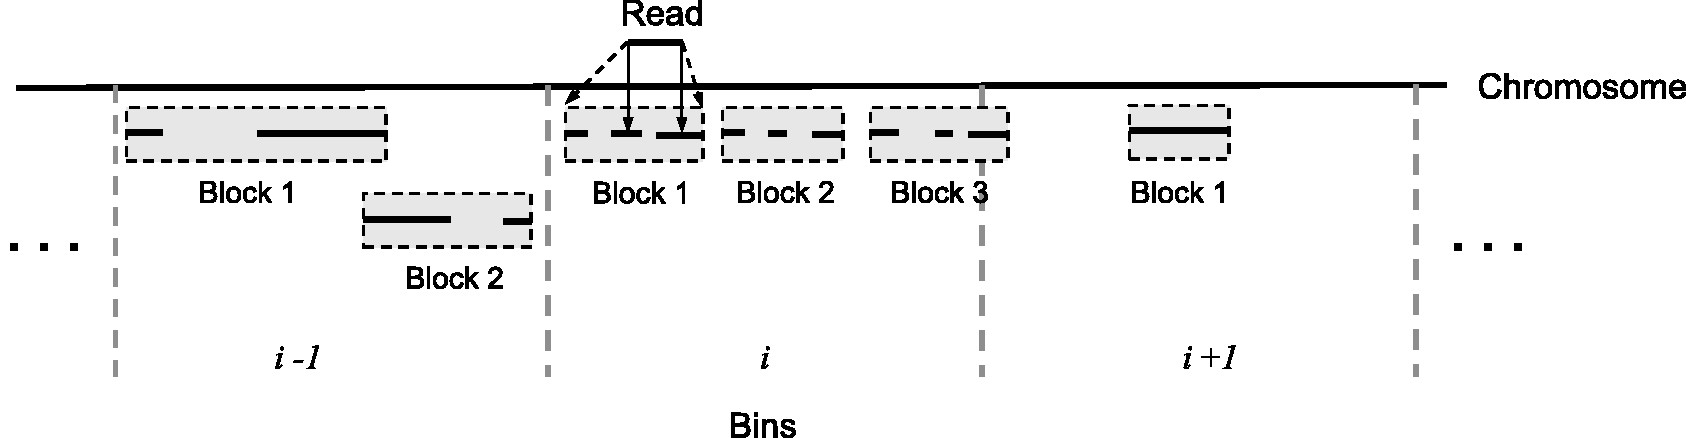 Read
Chromosome
Block 1
Block 1
Block 2
Block 3
Block 1
Block 2
. . .
. . .
i -1
i
i +1
Bins